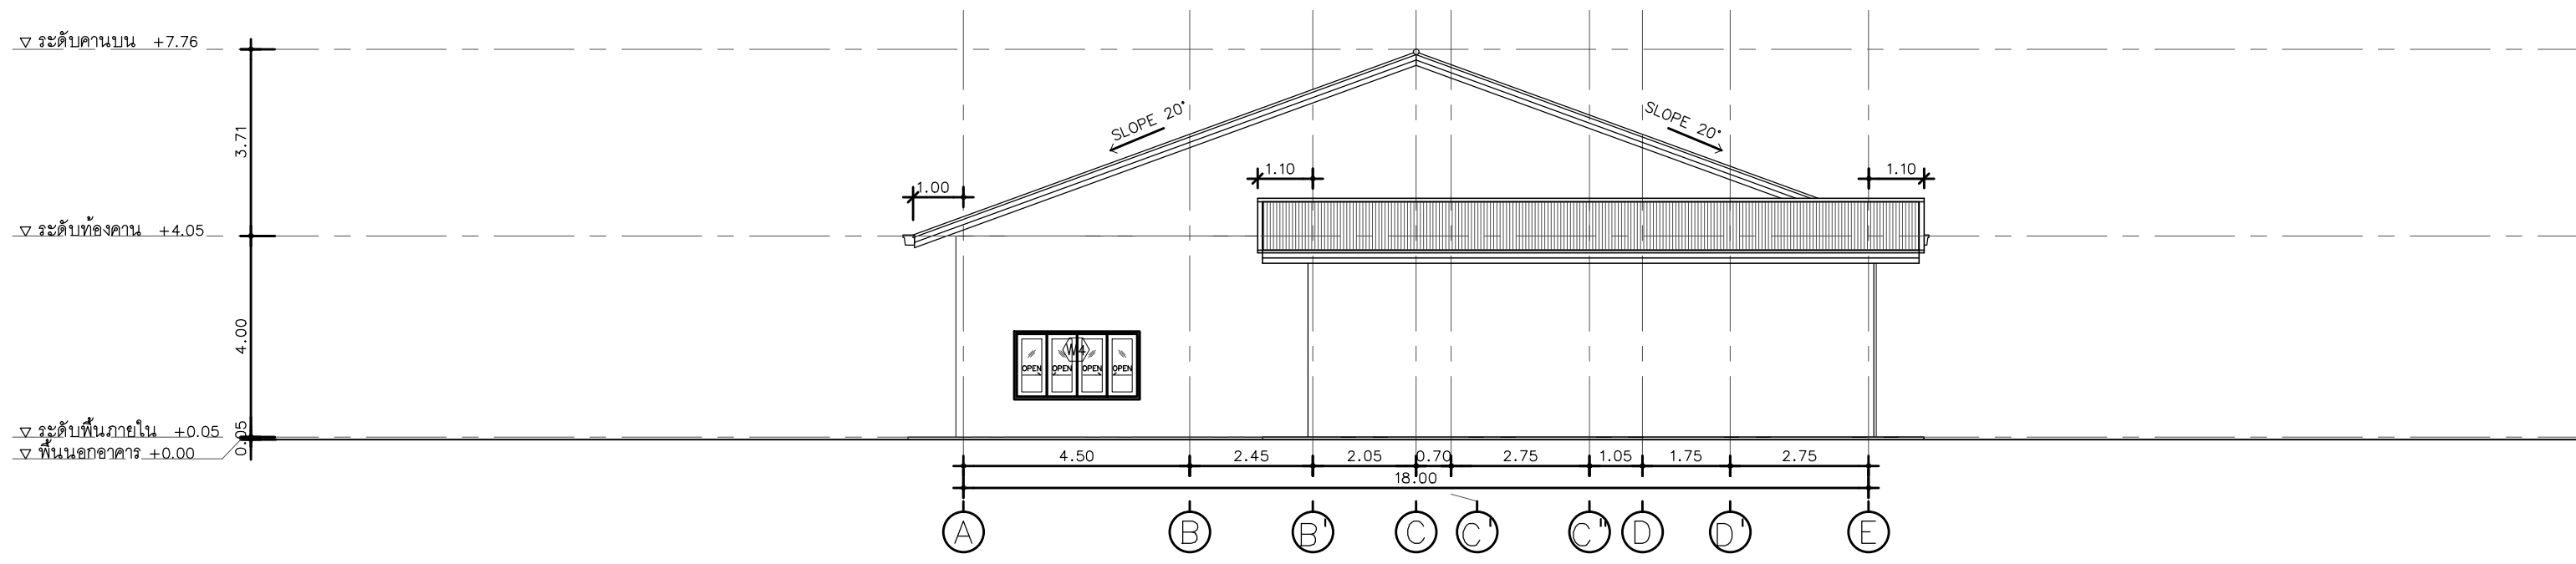 ▽ ระดับคานบน +7.76
3.71
SLOPE 20°
SLOPE 20°
1.00
1.10
1.10
▽ ระดับท้องคาน +4.05
4.00
W4
OPEN OPEN OPEN OPEN
▽ ระดับพื้นภายใน +0.05
0.05
▽ พื้นนอกอาคาร +0.00
4.50 2.45 2.05 0.70 2.75 1.05 1.75 2.75
18.00
A B B' C C' C" D D' E